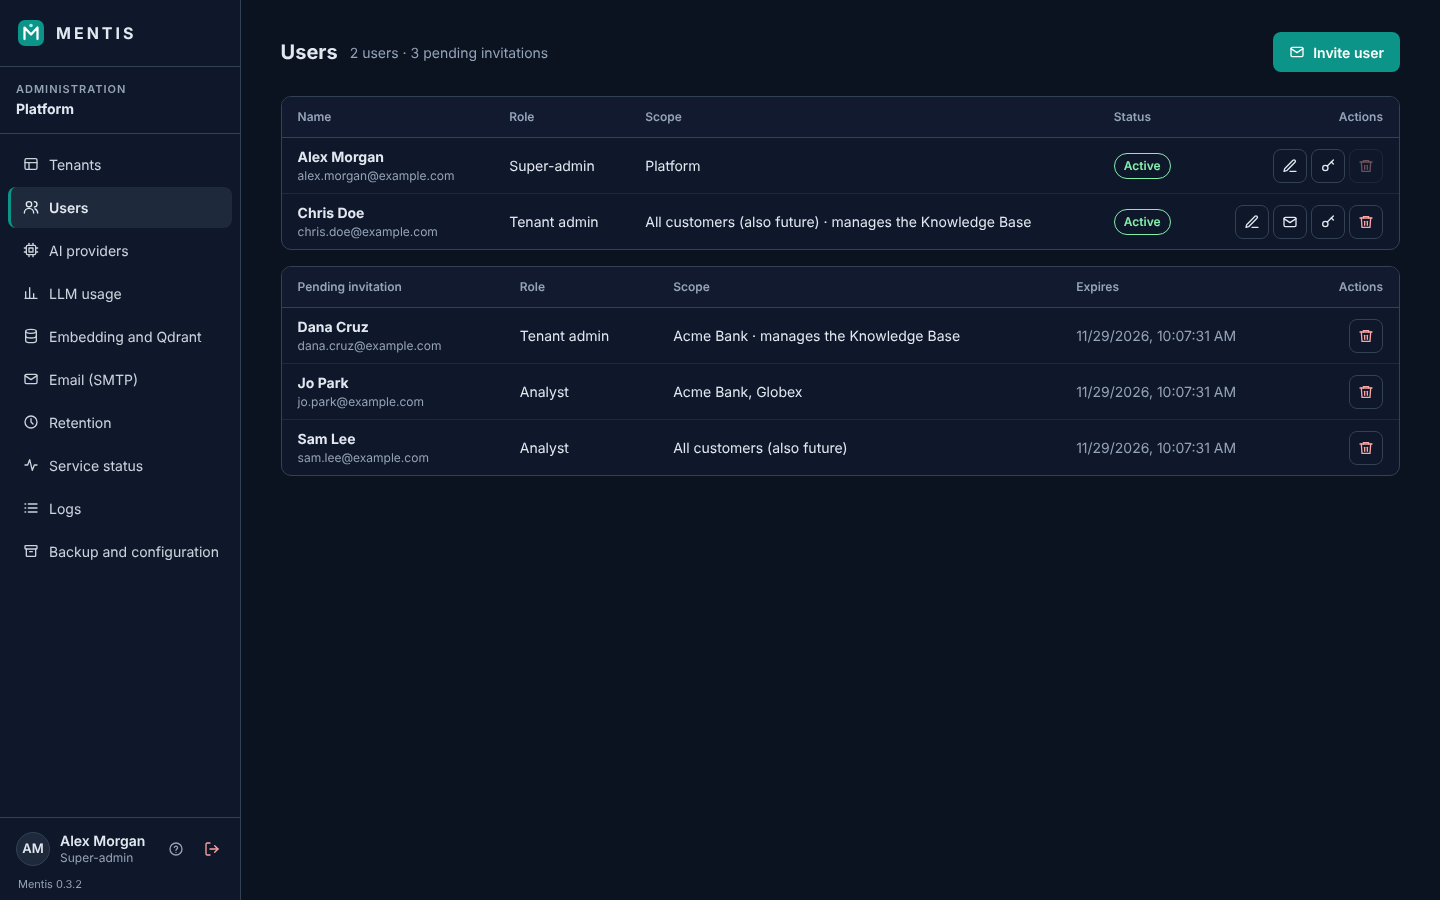 MENTIS
ADMINISTRATION
Platform
Tenants
Users
AI providers
LLM usage
Embedding and Qdrant
Email (SMTP)
Retention
Service status
Logs
Backup and configuration
AM
Alex Morgan
Super-admin
Mentis 0.3.2
Users 2 users · 3 pending invitations
Invite user
Name Role Scope Status Actions
Alex Morgan
alex.morgan@example.com
Super-admin Platform Active
Chris Doe
chris.doe@example.com
Tenant admin All customers (also future) · manages the Knowledge Base Active
Pending invitation Role Scope Expires Actions
Dana Cruz
dana.cruz@example.com
Tenant admin Acme Bank · manages the Knowledge Base 11/29/2026, 10:07:31 AM
Jo Park
jo.park@example.com
Analyst Acme Bank, Globex 11/29/2026, 10:07:31 AM
Sam Lee
sam.lee@example.com
Analyst All customers (also future) 11/29/2026, 10:07:31 AM